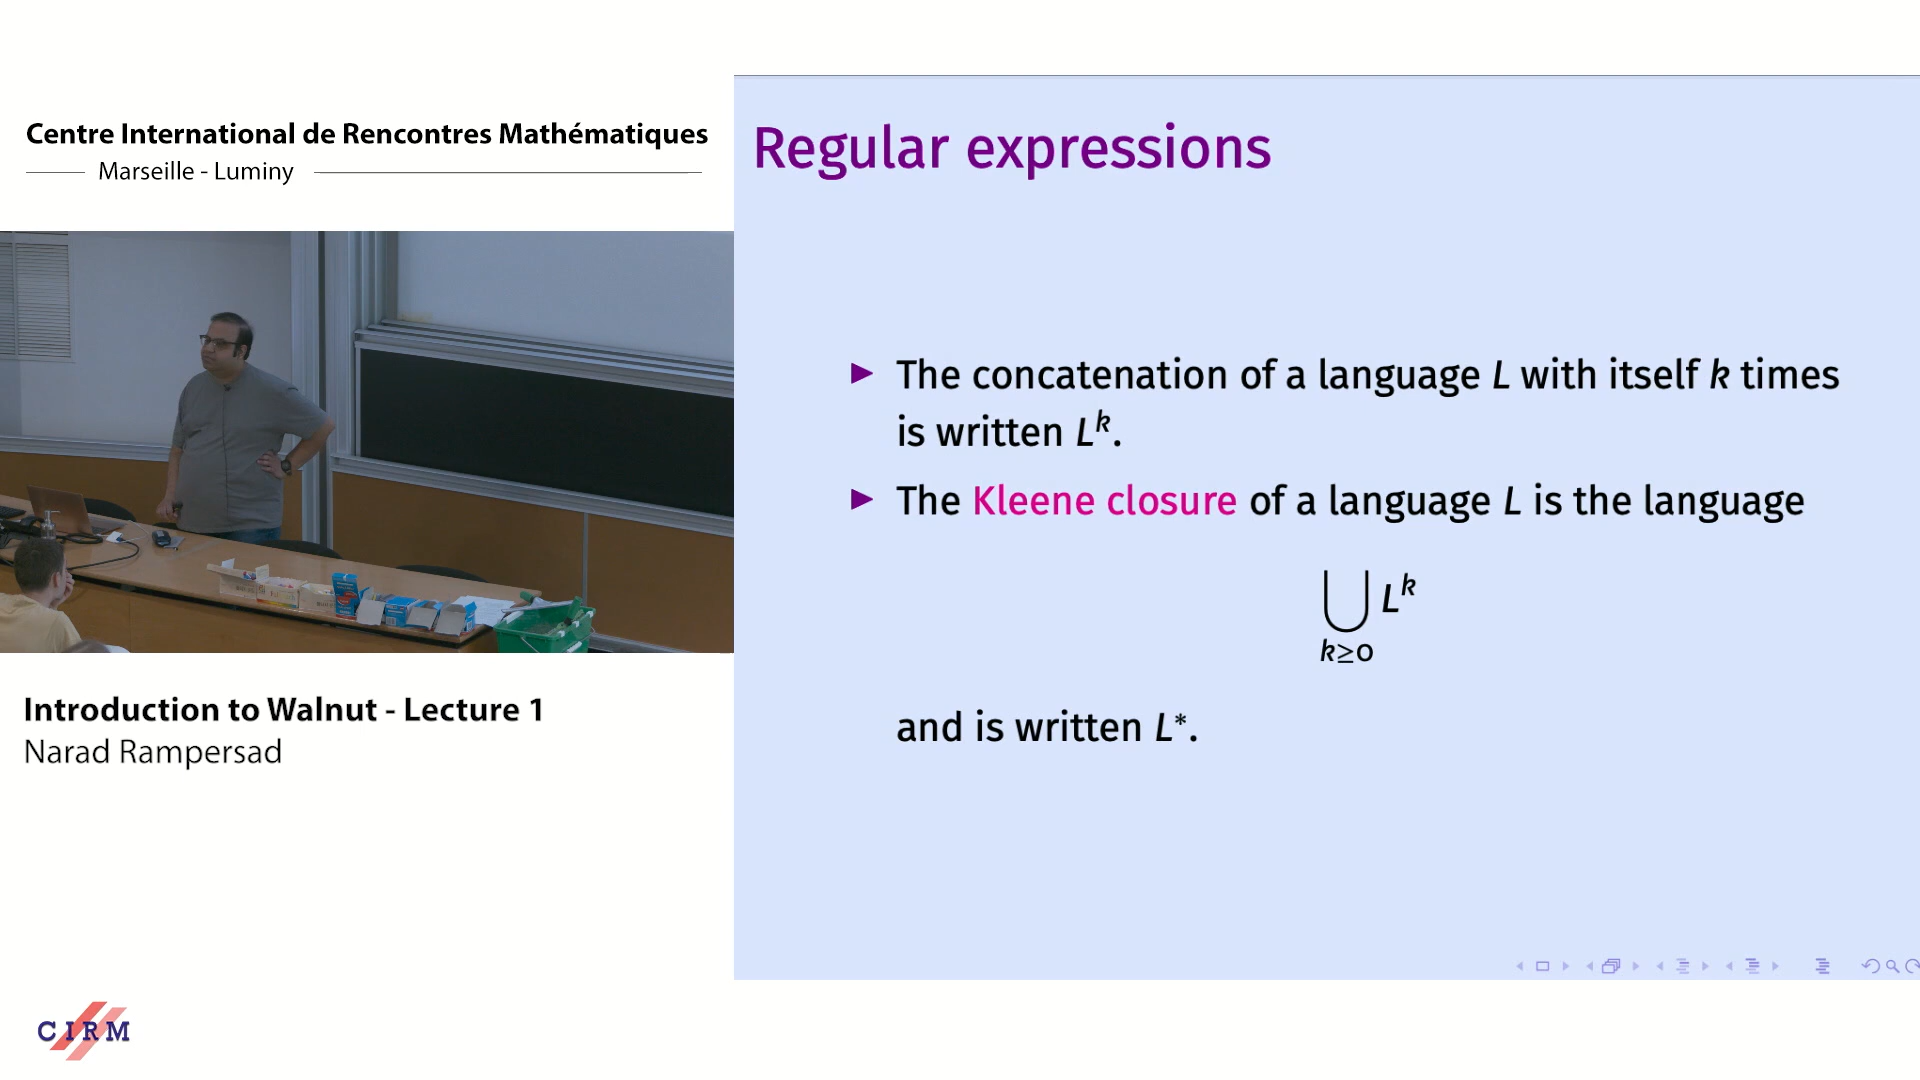 Centre International de Rencontres Mathématiques
Marseille - Luminy
Introduction to Walnut - Lecture 1
Narad Rampersad
CIRM
Regular expressions
The concatenation of a language L with itself k times
is written L^k.
The Kleene closure of a language L is the language
⋃ L^k
k≥0
and is written L*.